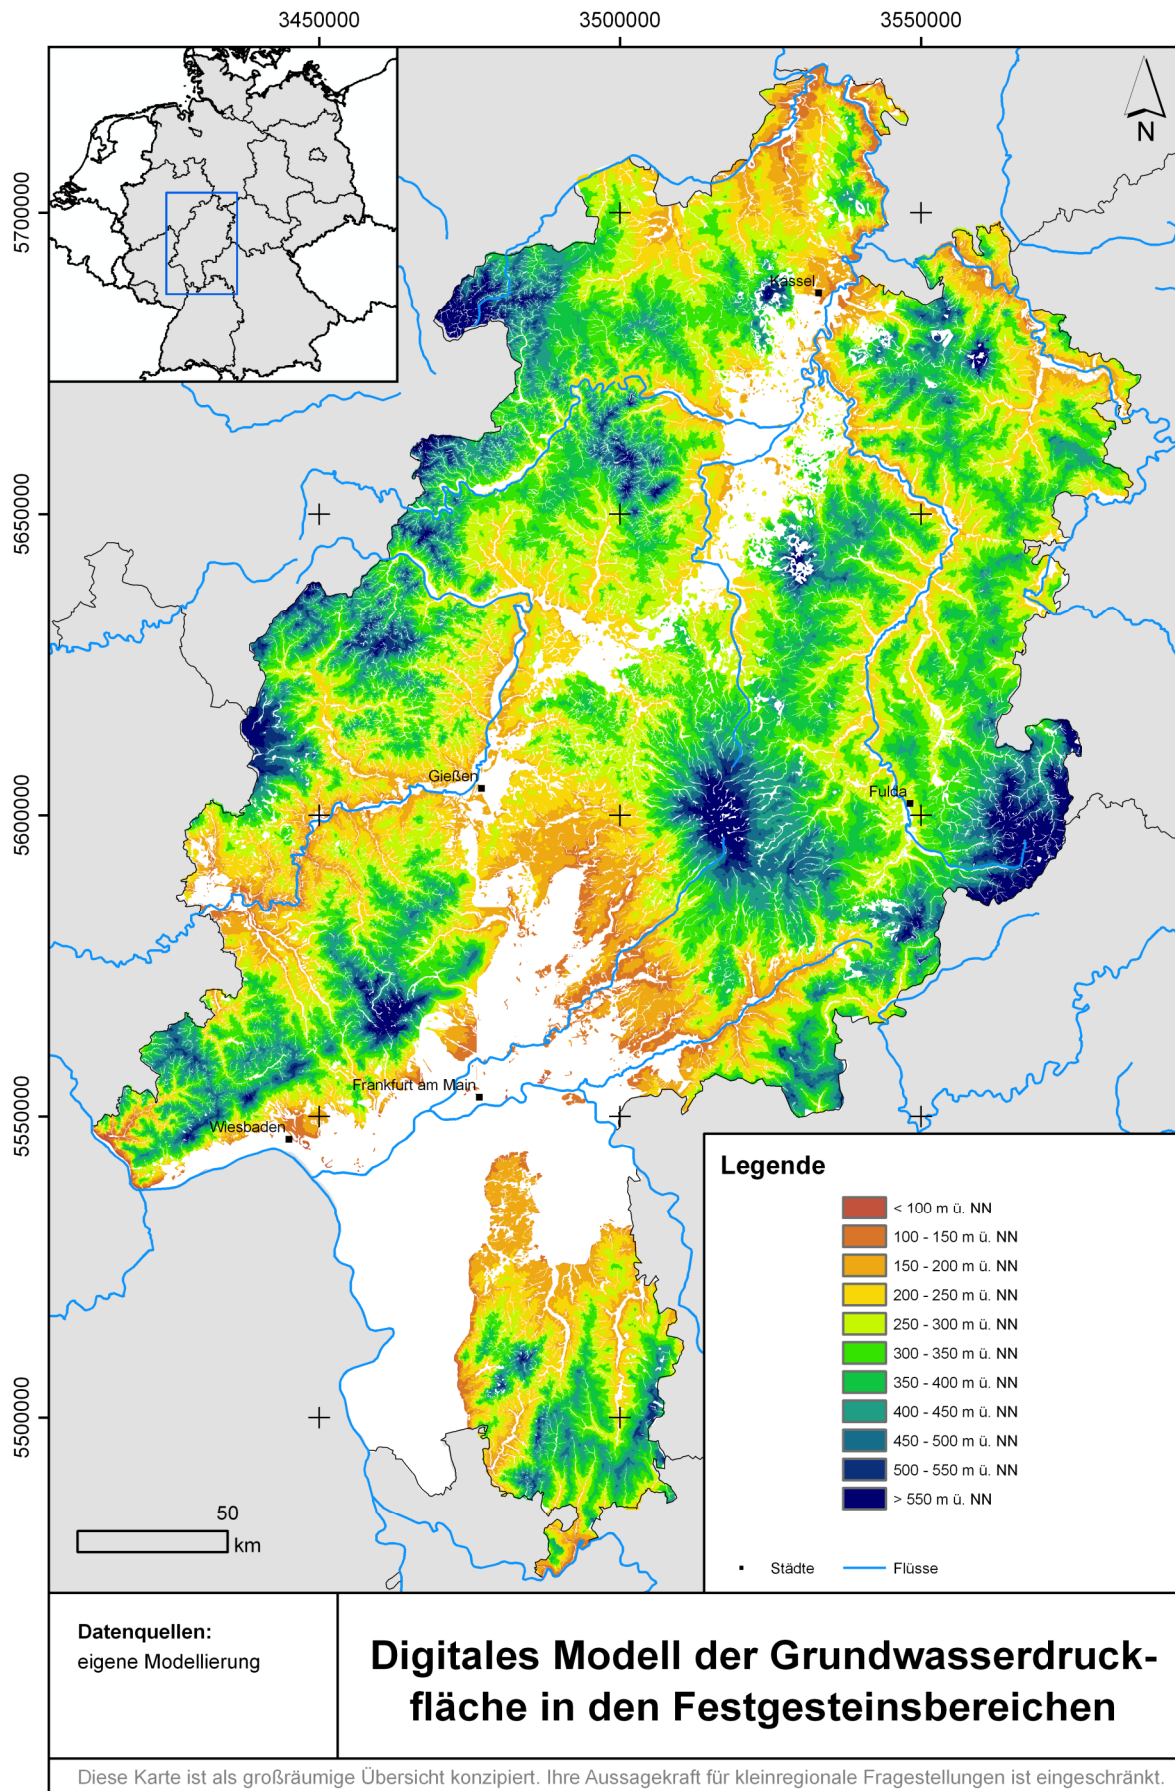 3450000
3500000
3550000
5700000
5650000
5600000
5550000
5500000
N
Kassel
Gießen
Fulda
Frankfurt am Main
Wiesbaden
50
km
Legende
< 100 m ü. NN
100 - 150 m ü. NN
150 - 200 m ü. NN
200 - 250 m ü. NN
250 - 300 m ü. NN
300 - 350 m ü. NN
350 - 400 m ü. NN
400 - 450 m ü. NN
450 - 500 m ü. NN
500 - 550 m ü. NN
> 550 m ü. NN
Städte
Flüsse
Datenquellen:
eigene Modellierung
Digitales Modell der Grundwasserdruck-
fläche in den Festgesteinsbereichen
Diese Karte ist als großräumige Übersicht konzipiert. Ihre Aussagekraft für kleinregionale Fragestellungen ist eingeschränkt.